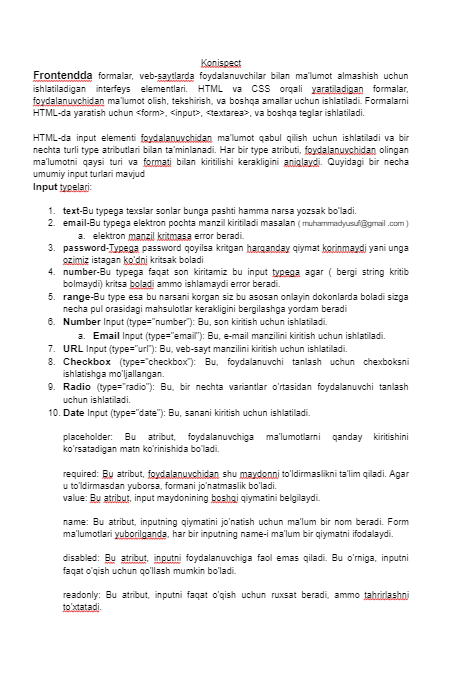 Konispect
Frontendda formalar, veb-saytlarda foydalanuvchilar bilan ma'lumot almashish uchun
ishlatiladigan interfeys elementlari. HTML va CSS orqali yaratiladigan formalar,
foydalanuvchidan ma'lumot olish, tekshirish, va boshqa amallar uchun ishlatiladi. Formalarni
HTML-da yaratish uchun <form>, <input>, <textarea>, va boshqa teglar ishlatiladi.
HTML-da input elementi foydalanuvchidan ma'lumot qabul qilish uchun ishlatiladi va bir
nechta turli type atributlari bilan ta'minlanadi. Har bir type atributi, foydalanuvchidan olingan
ma'lumotni qaysi turi va formati bilan kiritilishi kerakligini aniqlaydi. Quyidagi bir necha
umumiy input turlari mavjud
Input typelari:
1. text-Bu typega texslar sonlar bunga pashti hamma narsa yozsak bo'ladi.
2. email-Bu typega elektron pochta manzil kiritiladi masalan ( muhammadyusuf@gmail .com )
a. elektron manzil kritmasa error beradi.
3. password-Typega password qoyilsa kritgan harqanday qiymat korinmaydi yani unga
ozimiz istagan ko'dni kritsak boladi
4. number-Bu typega faqat son kiritamiz bu input typega agar ( bergi string kritib
bolmaydi) kritsa boladi ammo ishlamaydi error beradi.
5. range-Bu type esa bu narsani korgan siz bu asosan onlayin dokonlarda boladi sizga
necha pul orasidagi mahsulotlar kerakligini bergilashga yordam beradi
6. Number Input (type="number"): Bu, son kiritish uchun ishlatiladi.
a. Email Input (type="email"): Bu, e-mail manzilini kiritish uchun ishlatiladi.
7. URL Input (type="url"): Bu, veb-sayt manzilini kiritish uchun ishlatiladi.
8. Checkbox (type="checkbox"): Bu, foydalanuvchi tanlash uchun chexboksni
ishlatishga mo'ljallangan.
9. Radio (type="radio"): Bu, bir nechta variantlar o'rtasidan foydalanuvchi tanlash
uchun ishlatiladi.
10. Date Input (type="date"): Bu, sanani kiritish uchun ishlatiladi.
placeholder: Bu atribut, foydalanuvchiga ma'lumotlarni qanday kiritishini
ko'rsatadigan matn ko'rinishida bo'ladi.
required: Bu atribut, foydalanuvchidan shu maydonni to'ldirmaslikni ta'lim qiladi. Agar
u to'ldirmasdan yuborsa, formani jo'natmaslik bo'ladi.
value: Bu atribut, input maydonining boshqi qiymatini belgilaydi.
name: Bu atribut, inputning qiymatini jo'natish uchun ma'lum bir nom beradi. Form
ma'lumotlari yuborilganda, har bir inputning name-i ma'lum bir qiymatni ifodalaydi.
disabled: Bu atribut, inputni foydalanuvchiga faol emas qiladi. Bu o'rniga, inputni
faqat o'qish uchun qo'llash mumkin bo'ladi.
readonly: Bu atribut, inputni faqat o'qish uchun ruxsat beradi, ammo tahrirlashni
to'xtatadi.